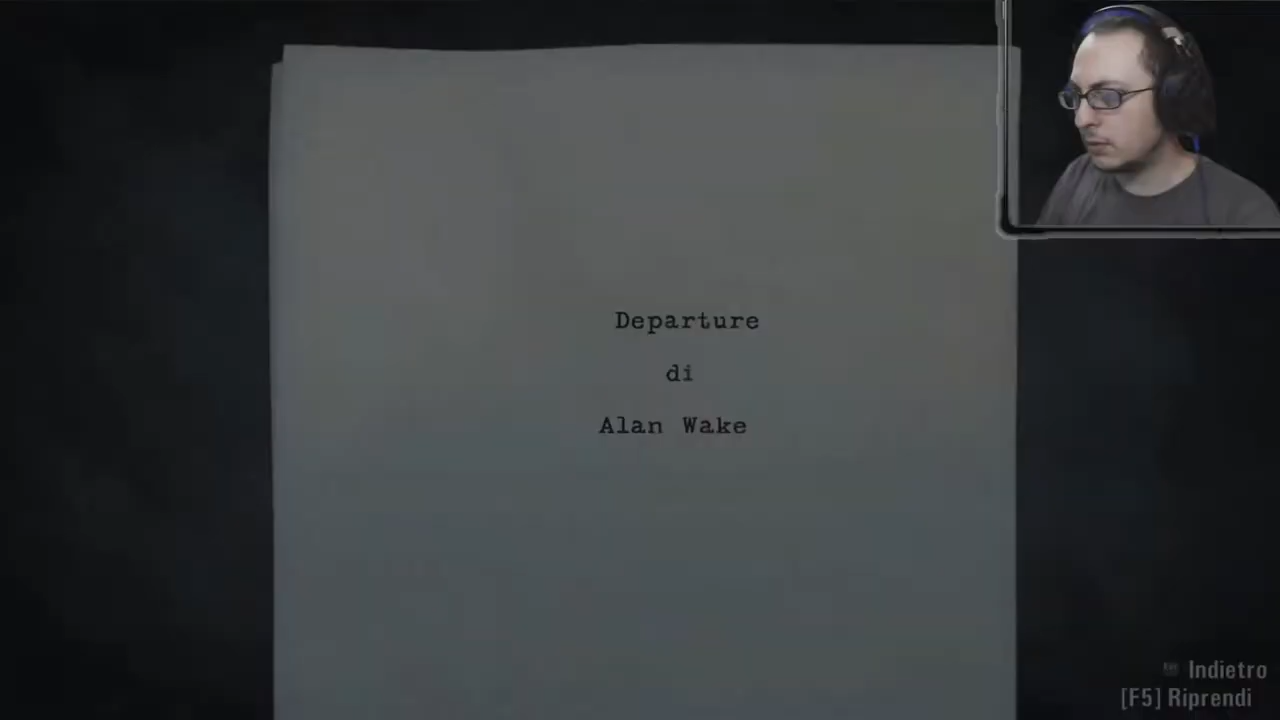 Departure
di
Alan Wake
Indietro
[F5] Riprendi